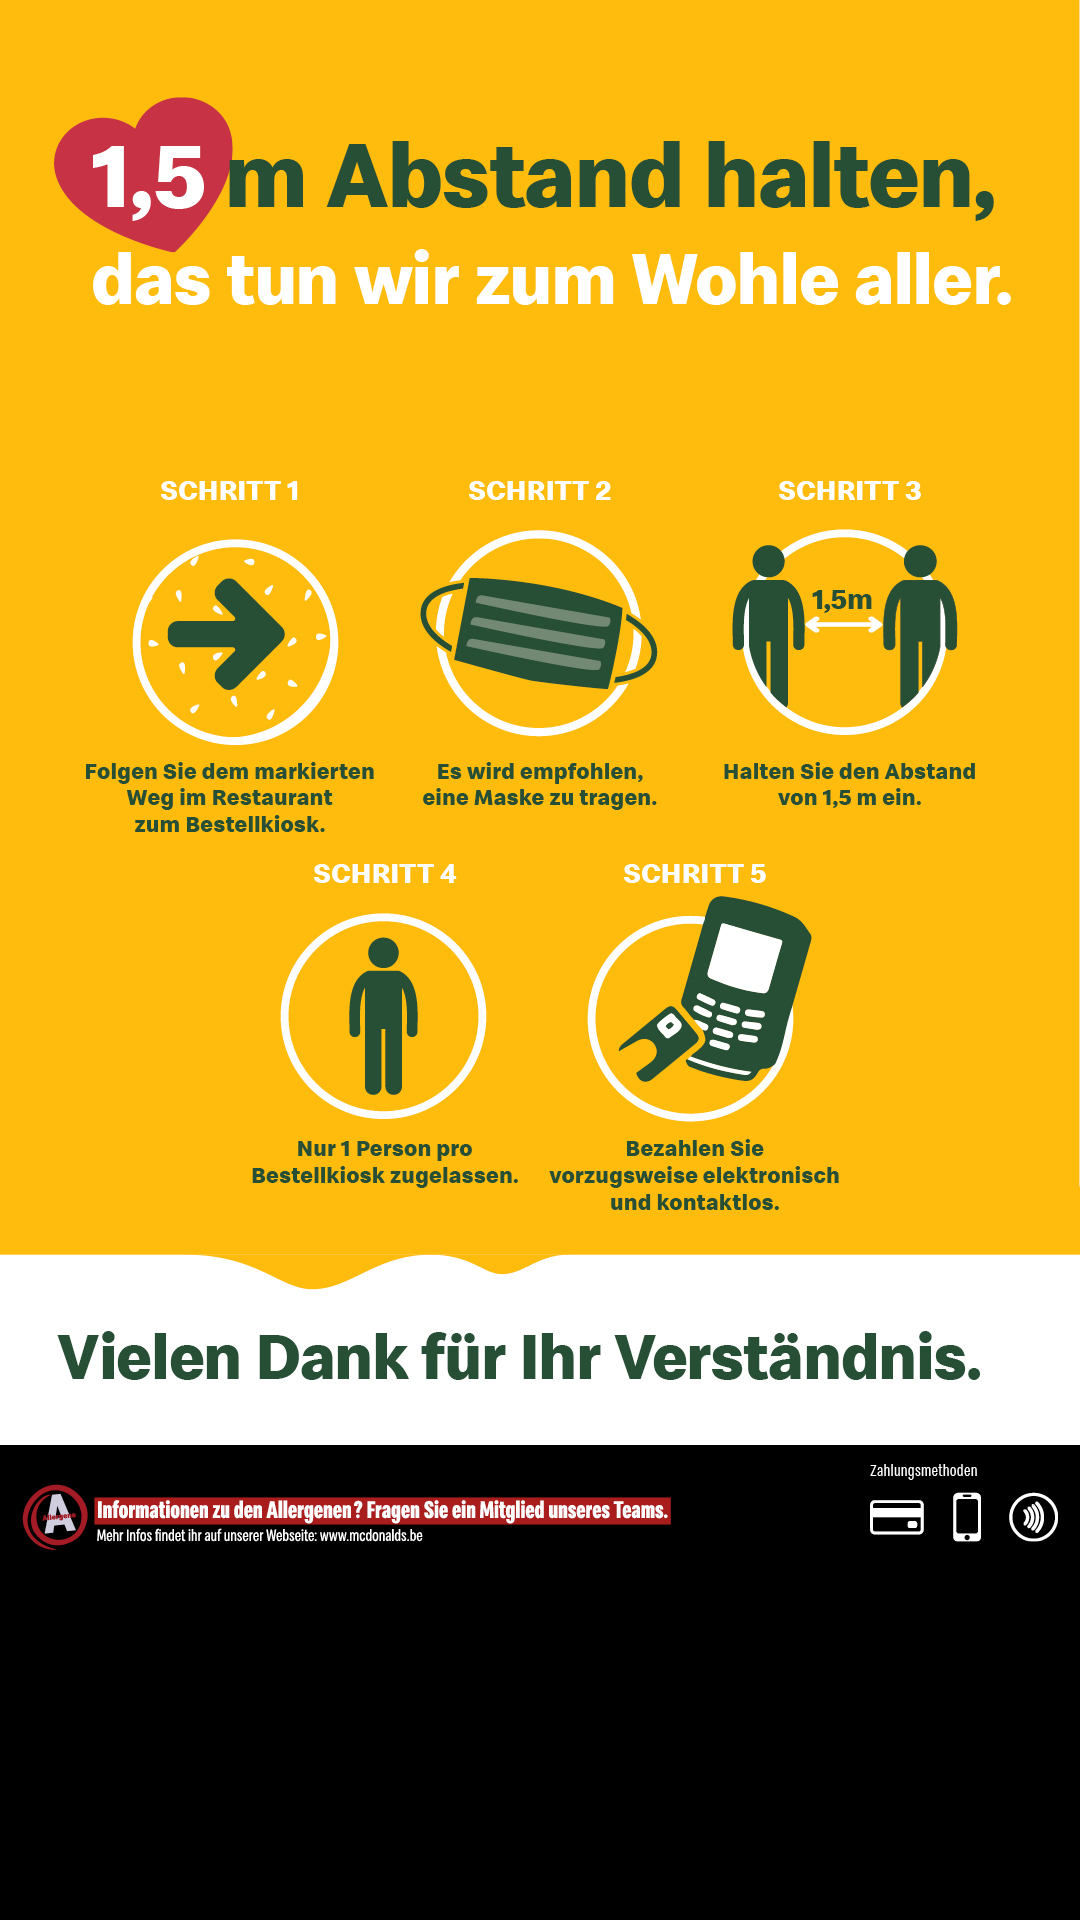 1,5 m Abstand halten,
das tun wir zum Wohle aller.
SCHRITT 1
SCHRITT 2
SCHRITT 3
1,5m
Folgen Sie dem markierten
Weg im Restaurant
zum Bestellkiosk.
Es wird empfohlen,
eine Maske zu tragen.
Halten Sie den Abstand
von 1,5 m ein.
SCHRITT 4
SCHRITT 5
Nur 1 Person pro
Bestellkiosk zugelassen.
Bezahlen Sie
vorzugsweise elektronisch
und kontaktlos.
Vielen Dank für Ihr Verständnis.
Zahlungsmethoden
A
Allergens
Informationen zu den Allergenen? Fragen Sie ein Mitglied unseres Teams.
Mehr Infos findet ihr auf unserer Webseite: www.mcdonalds.be